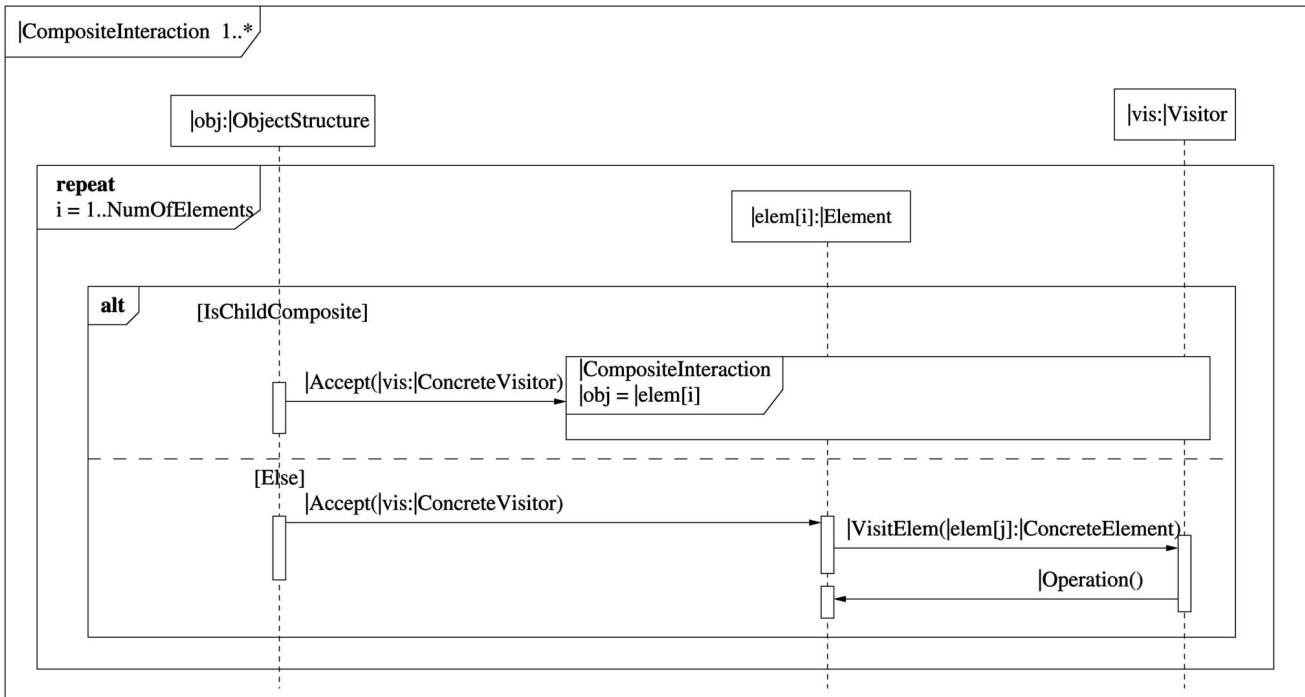 |CompositeInteraction 1..*
|obj:|ObjectStructure
|vis:|Visitor
repeat
i = 1..NumOfElements
|elem[i]:|Element
alt
[IsChildComposite]
|Accept(|vis:|ConcreteVisitor)
|CompositeInteraction
|obj = |elem[i]
[Else]
|Accept(|vis:|ConcreteVisitor)
|VisitElem(|elem[j]:|ConcreteElement)
|Operation()